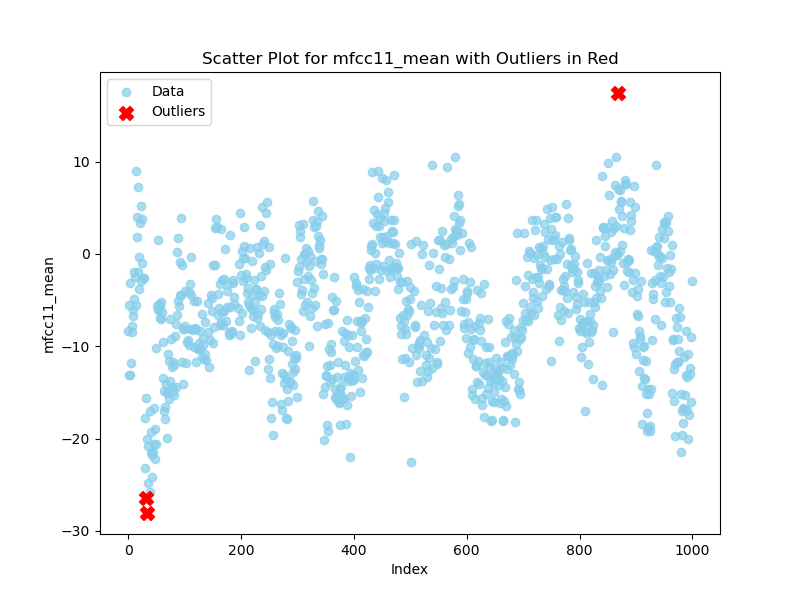 Scatter Plot for mfcc11_mean with Outliers in Red
Data
Outliers
10
0
−10
−20
−30
mfcc11_mean
0 200 400 600 800 1000
Index